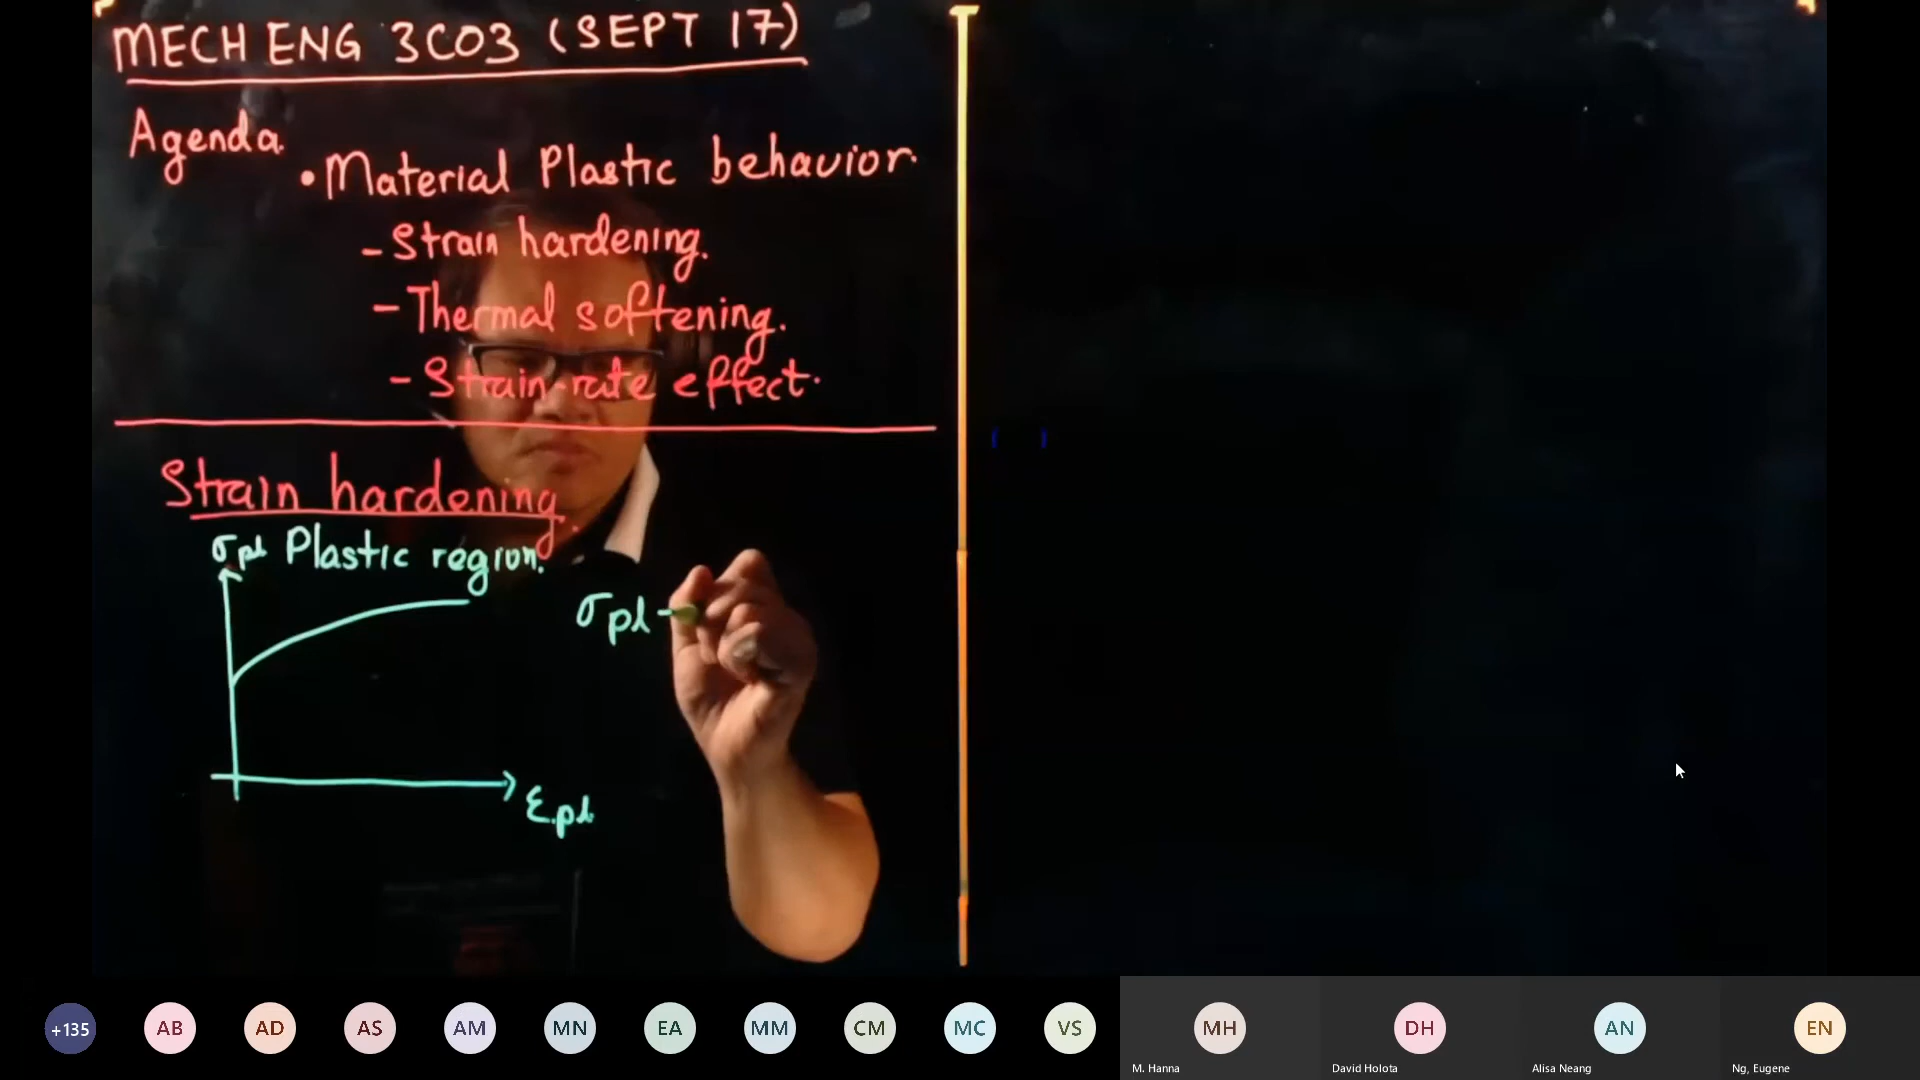 MECH ENG 3C03 (SEPT 17)
Agenda.
• Material Plastic behavior.
- Strain hardening.
- Thermal softening.
- Strain-rate effect.
Strain hardening.
σpl Plastic region.
σpl -
εpl.
+135 AB AD AS AM MN EA MM CM MC VS MH DH AN EN
M. Hanna David Holota Alisa Neang Ng, Eugene